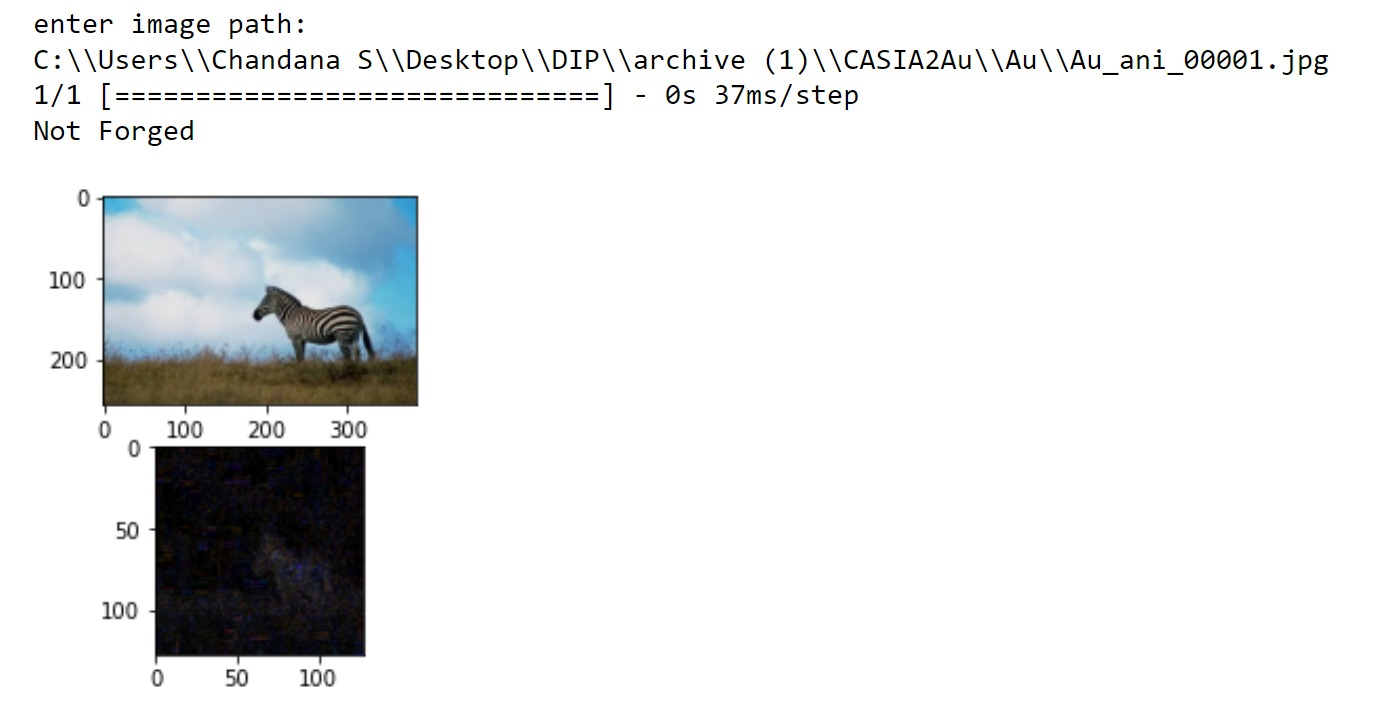 enter image path:
C:\\Users\\Chandana S\\Desktop\\DIP\\archive (1)\\CASIA2Au\\Au\\Au_ani_00001.jpg
1/1 [==============================] - 0s 37ms/step
Not Forged
0
100
200
0 100 200 300
0
50
100
0 50 100